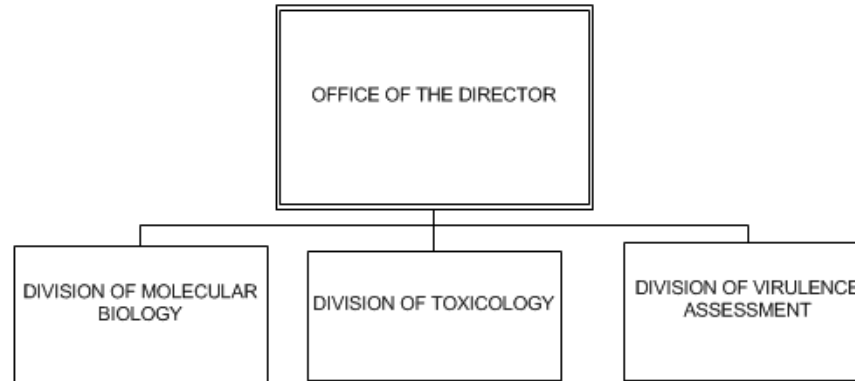 OFFICE OF THE DIRECTOR
DIVISION OF MOLECULAR
BIOLOGY
DIVISION OF TOXICOLOGY
DIVISION OF VIRULENCE
ASSESSMENT